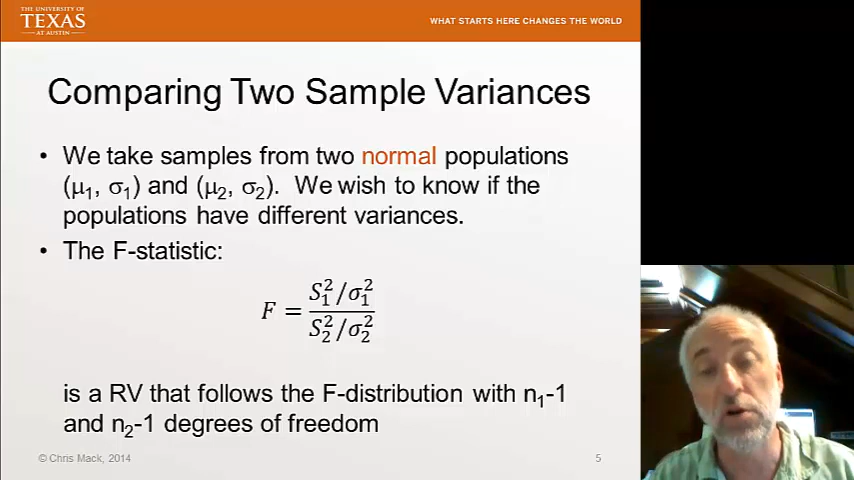 THE UNIVERSITY OF
TEXAS
AT AUSTIN
WHAT STARTS HERE CHANGES THE WORLD
Comparing Two Sample Variances
• We take samples from two normal populations
(μ₁, σ₁) and (μ₂, σ₂). We wish to know if the
populations have different variances.
• The F-statistic:
F = (S₁²/σ₁²)/(S₂²/σ₂²)
is a RV that follows the F-distribution with n₁-1
and n₂-1 degrees of freedom
© Chris Mack, 2014
5